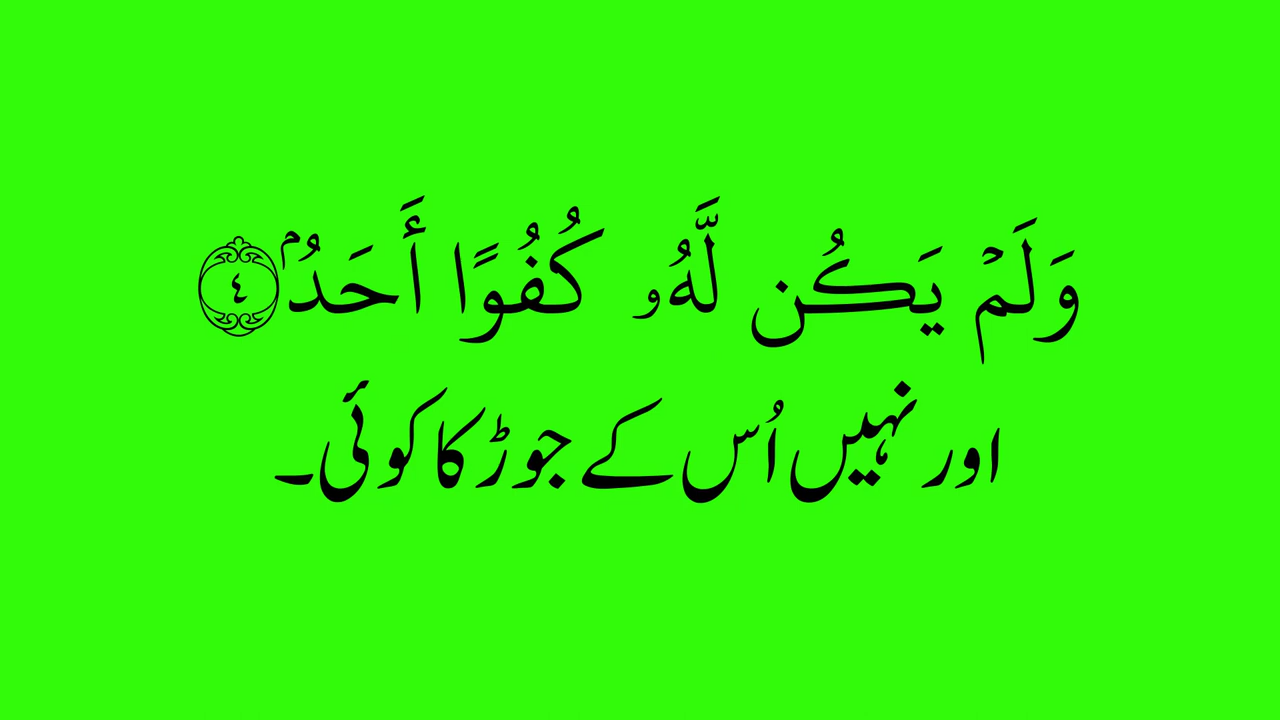 وَلَمۡ يَكُن لَّهُۥ كُفُوًا أَحَدُۢ ٤
اور نہیں اُس کے جوڑ کا کوئی۔